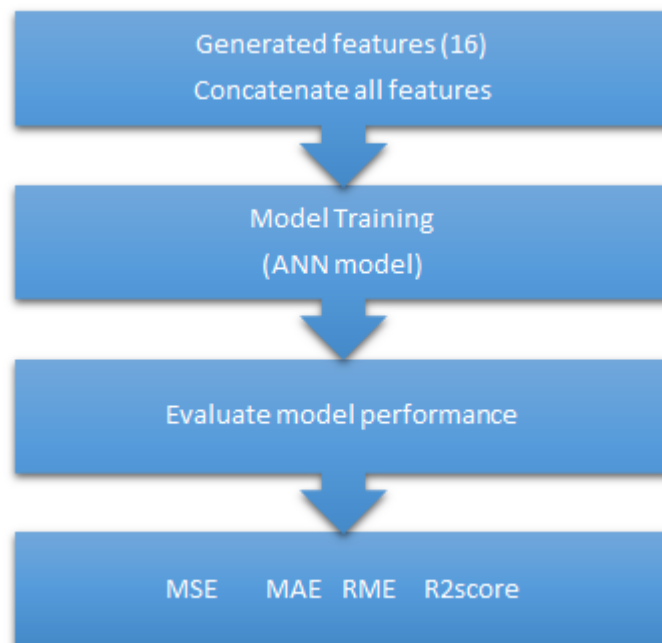 Generated features (16)
Concatenate all features
Model Training
(ANN model)
Evaluate model performance
MSE MAE RME R2score